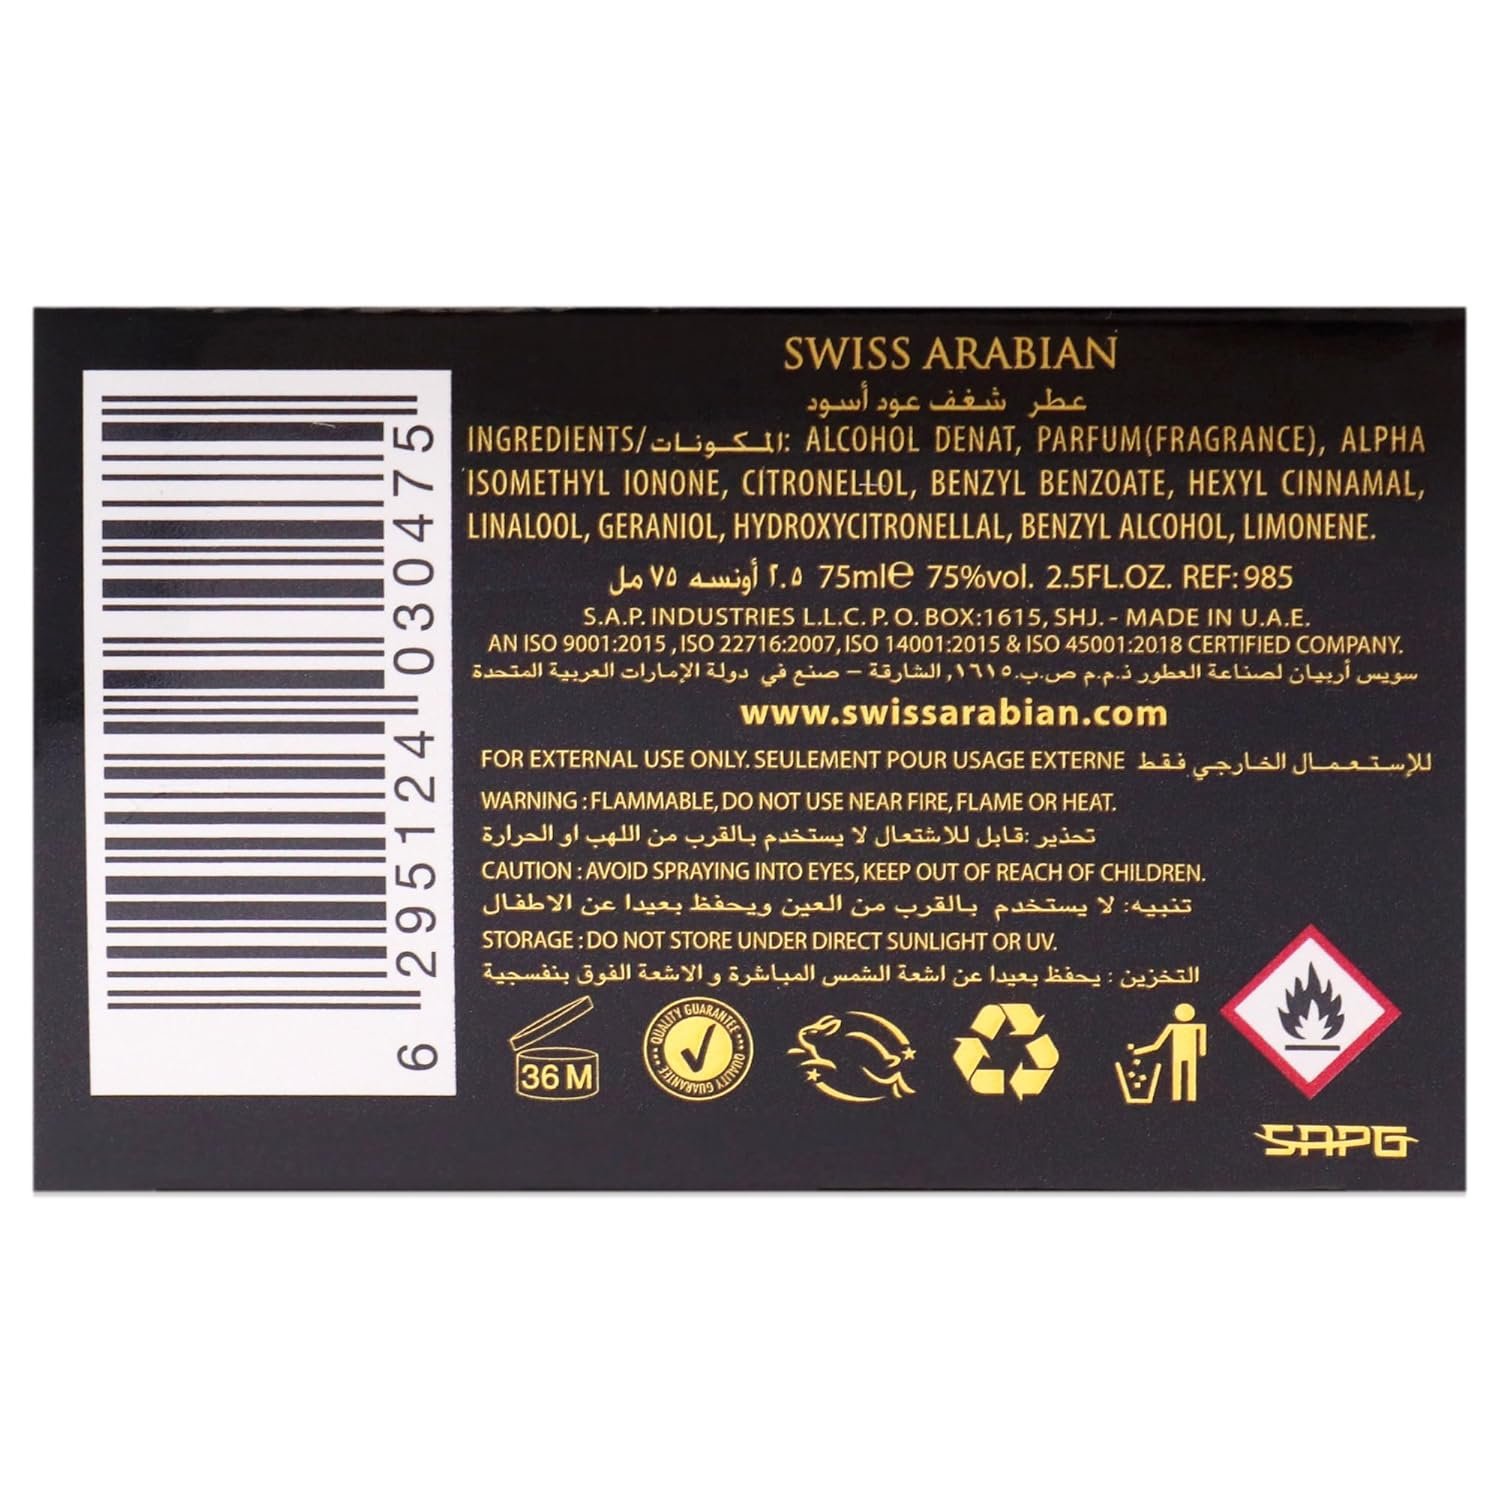 SWISS ARABIAN
عطر شغف عود أسود
INGREDIENTS/المكونات: ALCOHOL DENAT, PARFUM(FRAGRANCE), ALPHA
ISOMETHYL IONONE, CITRONELLOL, BENZYL BENZOATE, HEXYL CINNAMAL,
LINALOOL, GERANIOL, HYDROXYCITRONELLAL, BENZYL ALCOHOL, LIMONENE.
٢.٥ أونسه ٧٥ مل 75ml℮ 75%vol. 2.5FL.OZ. REF:985
S.A.P. INDUSTRIES L.L.C. P.O. BOX:1615, SHJ. - MADE IN U.A.E.
AN ISO 9001:2015 , ISO 22716:2007, ISO 14001:2015 & ISO 45001:2018 CERTIFIED COMPANY.
سويس أربيان لصناعة العطور ذ.م.م ص.ب.١٦١٥, الشارقة – صنع في دولة الإمارات العربية المتحدة
www.swissarabian.com
FOR EXTERNAL USE ONLY. SEULEMENT POUR USAGE EXTERNE للإستعمال الخارجي فقط
WARNING : FLAMMABLE, DO NOT USE NEAR FIRE, FLAME OR HEAT.
تحذير :قابل للاشتعال لا يستخدم بالقرب من اللهب او الحرارة
CAUTION : AVOID SPRAYING INTO EYES, KEEP OUT OF REACH OF CHILDREN.
تنبيه: لا يستخدم بالقرب من العين ويحفظ بعيدا عن الاطفال
STORAGE : DO NOT STORE UNDER DIRECT SUNLIGHT OR UV.
التخزين : يحفظ بعيدا عن اشعة الشمس المباشرة و الاشعة الفوق بنفسجية
36 M
QUALITY GUARANTEE
QUALITY GUARANTEE
SAPG
6 295124 030475